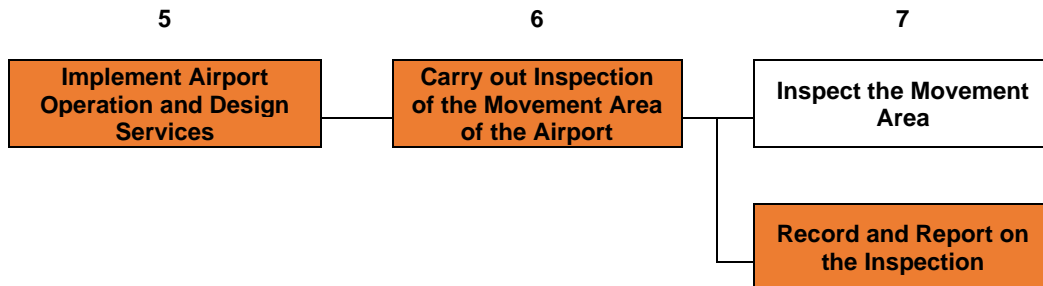 5
6
7
Implement Airport
Operation and Design
Services
Carry out Inspection
of the Movement Area
of the Airport
Inspect the Movement
Area
Record and Report on
the Inspection